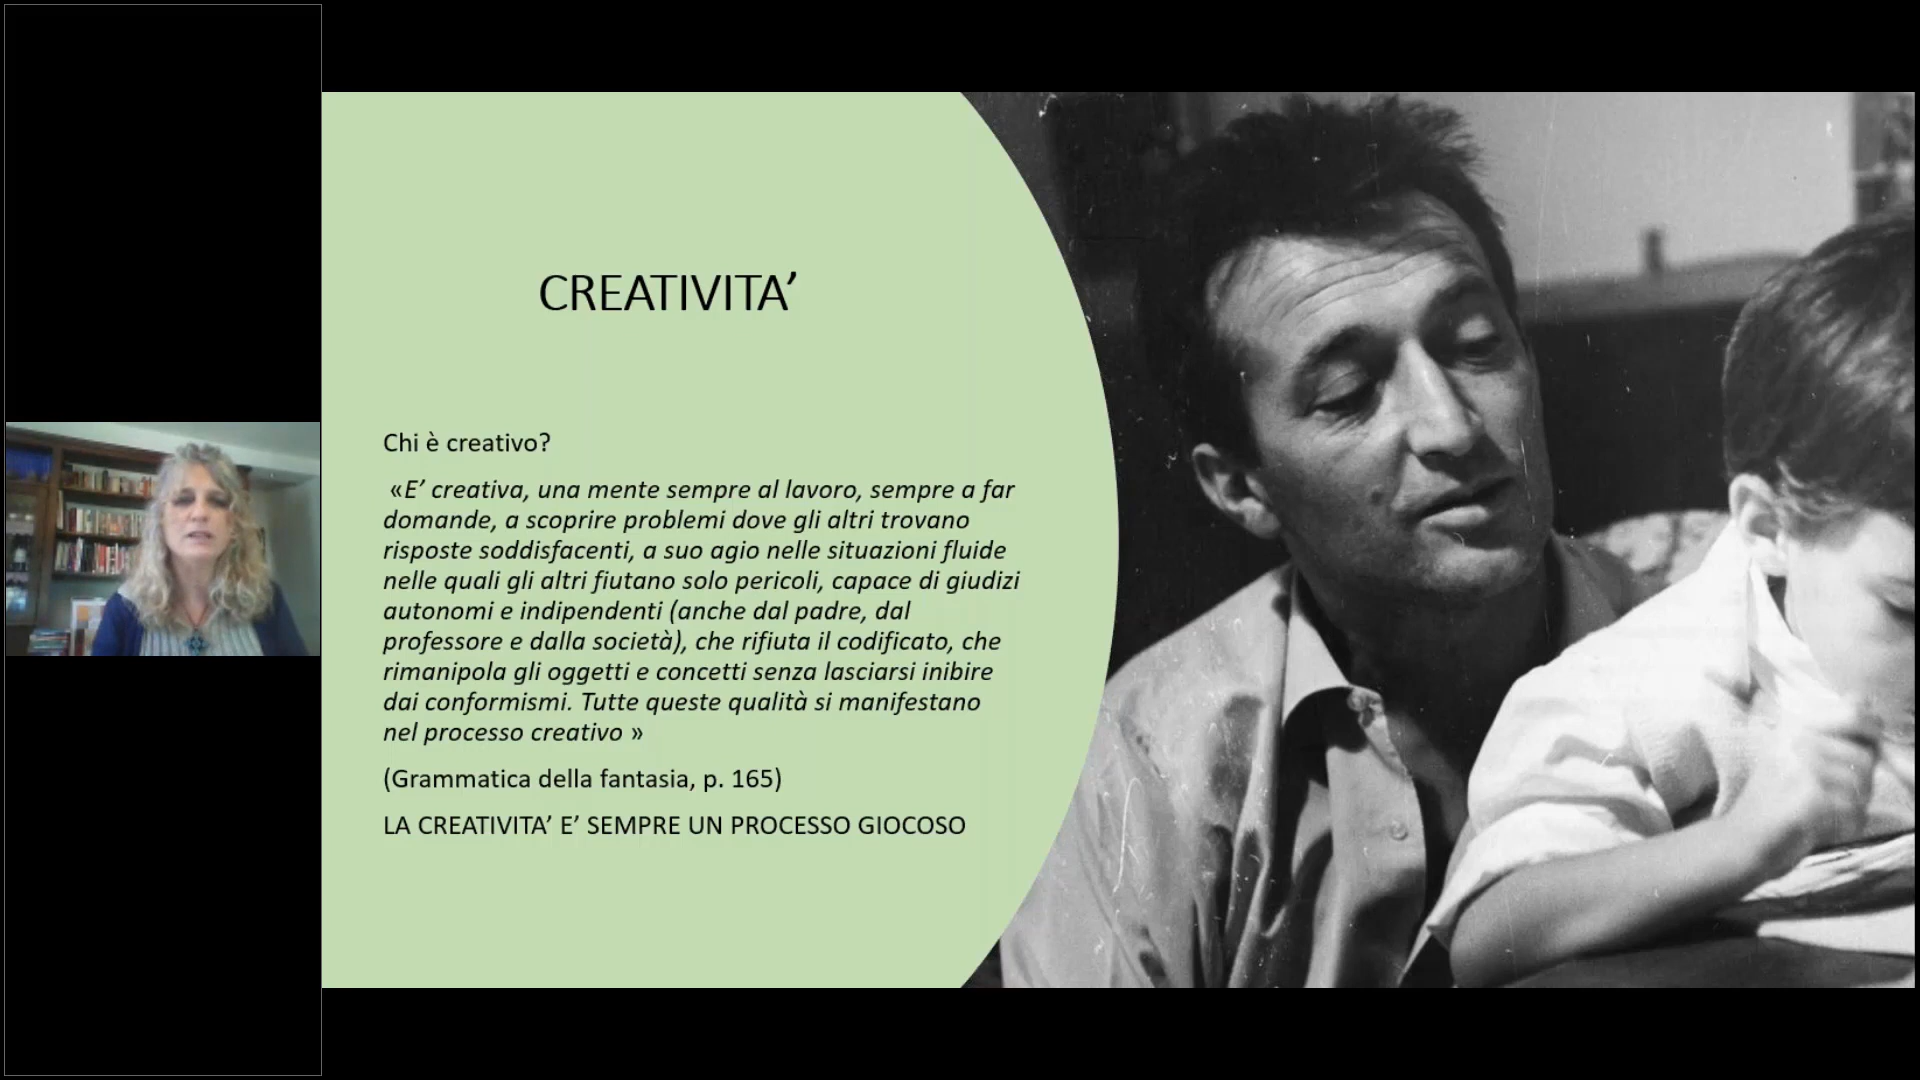 CREATIVITA’
Chi è creativo?
«E’ creativa, una mente sempre al lavoro, sempre a far
domande, a scoprire problemi dove gli altri trovano
risposte soddisfacenti, a suo agio nelle situazioni fluide
nelle quali gli altri fiutano solo pericoli, capace di giudizi
autonomi e indipendenti (anche dal padre, dal
professore e dalla società), che rifiuta il codificato, che
rimanipola gli oggetti e concetti senza lasciarsi inibire
dai conformismi. Tutte queste qualità si manifestano
nel processo creativo »
(Grammatica della fantasia, p. 165)
LA CREATIVITA’ E’ SEMPRE UN PROCESSO GIOCOSO